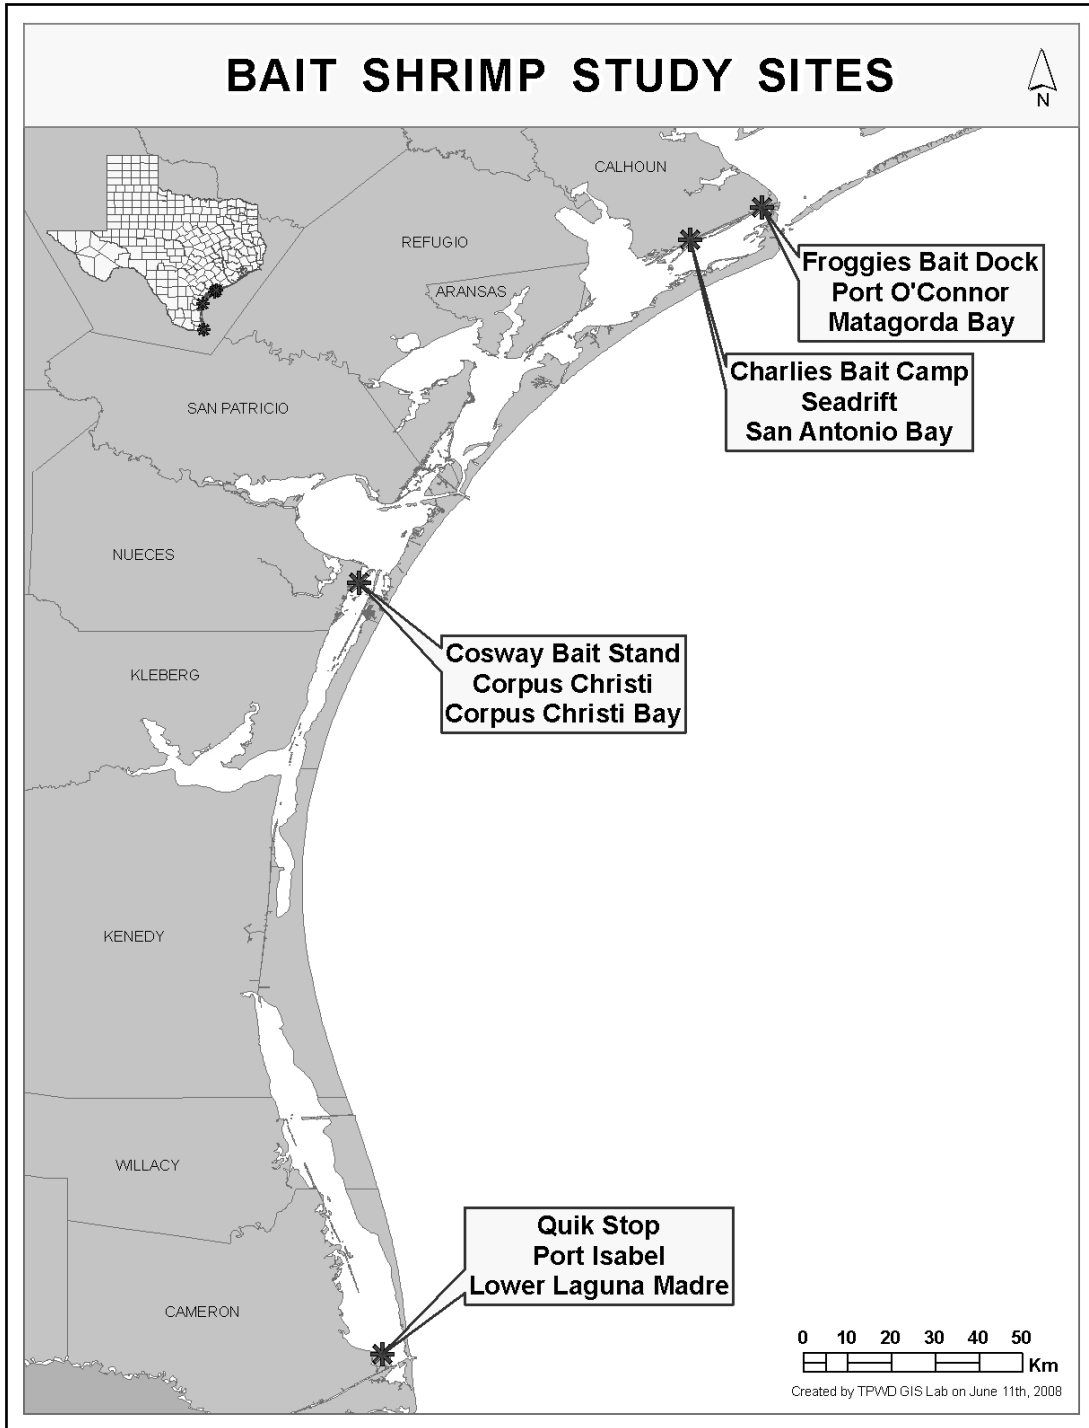 BAIT SHRIMP STUDY SITES
N
CALHOUN
REFUGIO
ARANSAS
Froggies Bait Dock
Port O'Connor
Matagorda Bay
Charlies Bait Camp
Seadrift
San Antonio Bay
SAN PATRICIO
NUECES
Cosway Bait Stand
Corpus Christi
Corpus Christi Bay
KLEBERG
KENEDY
WILLACY
Quik Stop
Port Isabel
Lower Laguna Madre
CAMERON
0 10 20 30 40 50
Km
Created by TPWD GIS Lab on June 11th, 2008